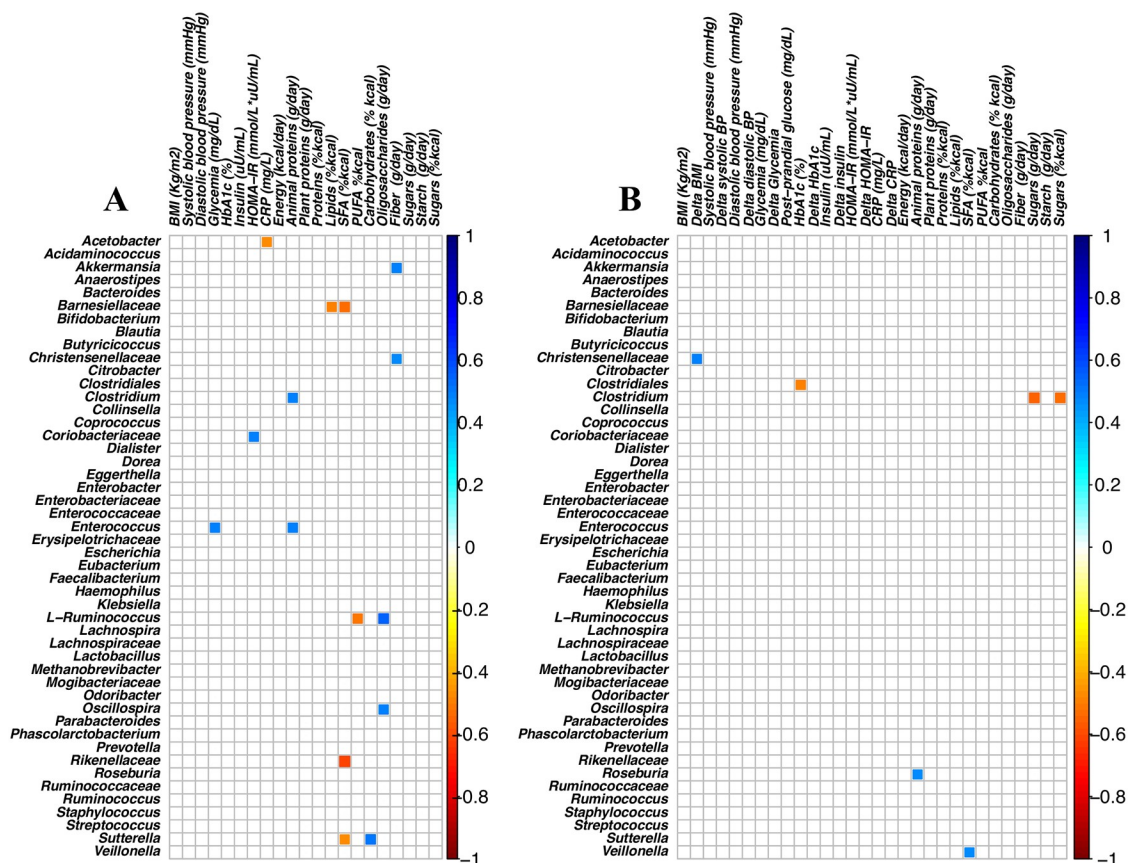 A
BMI (Kg/m2)
Systolic blood pressure (mmHg)
Diastolic blood pressure (mmHg)
Glycemia (mg/dL)
HbA1c (%)
Insulin (uU/mL)
HOMA−IR (mmol/L*uU/mL)
CRP (mg/L)
Energy (kcal/day)
Animal proteins (g/day)
Plant proteins (g/day)
Proteins (%kcal)
Lipids (%kcal)
SFA (%kcal)
PUFA %kcal
Carbohydrates (% kcal)
Oligosaccharides (g/day)
Fiber (g/day)
Sugars (g/day)
Starch (g/day)
Sugars (%kcal)
Acetobacter
Acidaminococcus
Akkermansia
Anaerostipes
Bacteroides
Barnesiellaceae
Bifidobacterium
Blautia
Butyricicoccus
Christensenellaceae
Citrobacter
Clostridiales
Clostridium
Collinsella
Coprococcus
Coriobacteriaceae
Dialister
Dorea
Eggerthella
Enterobacter
Enterobacteriaceae
Enterococcaceae
Enterococcus
Erysipelotrichaceae
Escherichia
Eubacterium
Faecalibacterium
Haemophilus
Klebsiella
L−Ruminococcus
Lachnospira
Lachnospiraceae
Lactobacillus
Methanobrevibacter
Mogibacteriaceae
Odoribacter
Oscillospira
Parabacteroides
Phascolarctobacterium
Prevotella
Rikenellaceae
Roseburia
Ruminococcaceae
Ruminococcus
Staphylococcus
Streptococcus
Sutterella
Veillonella
1
0.8
0.6
0.4
0.2
0
−0.2
−0.4
−0.6
−0.8
−1
B
BMI (Kg/m2)
Delta BMI
Systolic blood pressure (mmHg)
Delta systolic BP
Diastolic blood pressure (mmHg)
Delta diastolic BP
Glycemia (mg/dL)
Delta Glycemia
Post−pandial glucose (mg/dL)
HbA1c (%)
Delta HbA1c
Insulin (uU/mL)
Delta insulin
HOMA−IR (mmol/L*uU/mL)
Delta HOMA−IR
CRP (mg/L)
Delta CRP
Energy (kcal/day)
Animal proteins (g/day)
Plant proteins (g/day)
Proteins (%kcal)
Lipids (%kcal)
SFA (%kcal)
PUFA %kcal
Carbohydrates (% kcal)
Oligosaccharides (g/day)
Fiber (g/day)
Sugars (g/day)
Starch (g/day)
Sugars (%kcal)
Acetobacter
Acidaminococcus
Akkermansia
Anaerostipes
Bacteroides
Barnesiellaceae
Bifidobacterium
Blautia
Butyricicoccus
Christensenellaceae
Citrobacter
Clostridiales
Clostridium
Collinsella
Coprococcus
Coriobacteriaceae
Dialister
Dorea
Eggerthella
Enterobacter
Enterobacteriaceae
Enterococcaceae
Enterococcus
Erysipelotrichaceae
Escherichia
Eubacterium
Faecalibacterium
Haemophilus
Klebsiella
L−Ruminococcus
Lachnospira
Lachnospiraceae
Lactobacillus
Methanobrevibacter
Mogibacteriaceae
Odoribacter
Oscillospira
Parabacteroides
Phascolarctobacterium
Prevotella
Rikenellaceae
Roseburia
Ruminococcaceae
Ruminococcus
Staphylococcus
Streptococcus
Sutterella
Veillonella
1
0.8
0.6
0.4
0.2
0
−0.2
−0.4
−0.6
−0.8
−1